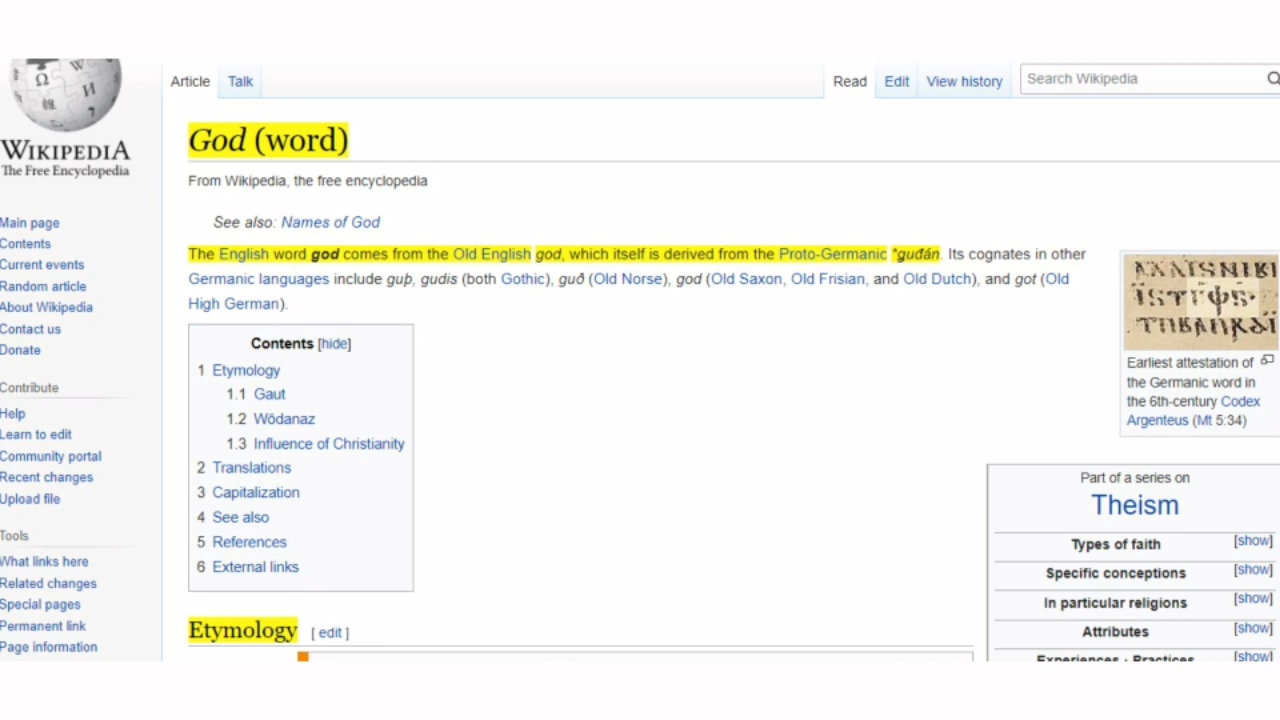 Article Talk Read Edit View history Search Wikipedia
WIKIPEDIA
The Free Encyclopedia
Main page
Contents
Current events
Random article
About Wikipedia
Contact us
Donate
Contribute
Help
Learn to edit
Community portal
Recent changes
Upload file
Tools
What links here
Related changes
Special pages
Permanent link
Page information
God (word)
From Wikipedia, the free encyclopedia
See also: Names of God
The English word god comes from the Old English god, which itself is derived from the Proto-Germanic *guđán. Its cognates in other
Germanic languages include guþ, gudis (both Gothic), guð (Old Norse), god (Old Saxon, Old Frisian, and Old Dutch), and got (Old
High German).
Contents [hide]
1 Etymology
1.1 Gaut
1.2 Wōdanaz
1.3 Influence of Christianity
2 Translations
3 Capitalization
4 See also
5 References
6 External links
Etymology [ edit ]
Earliest attestation of
the Germanic word in
the 6th-century Codex
Argenteus (Mt 5:34)
Part of a series on
Theism
Types of faith [show]
Specific conceptions [show]
In particular religions [show]
Attributes [show]
Experiences · Practices [show]